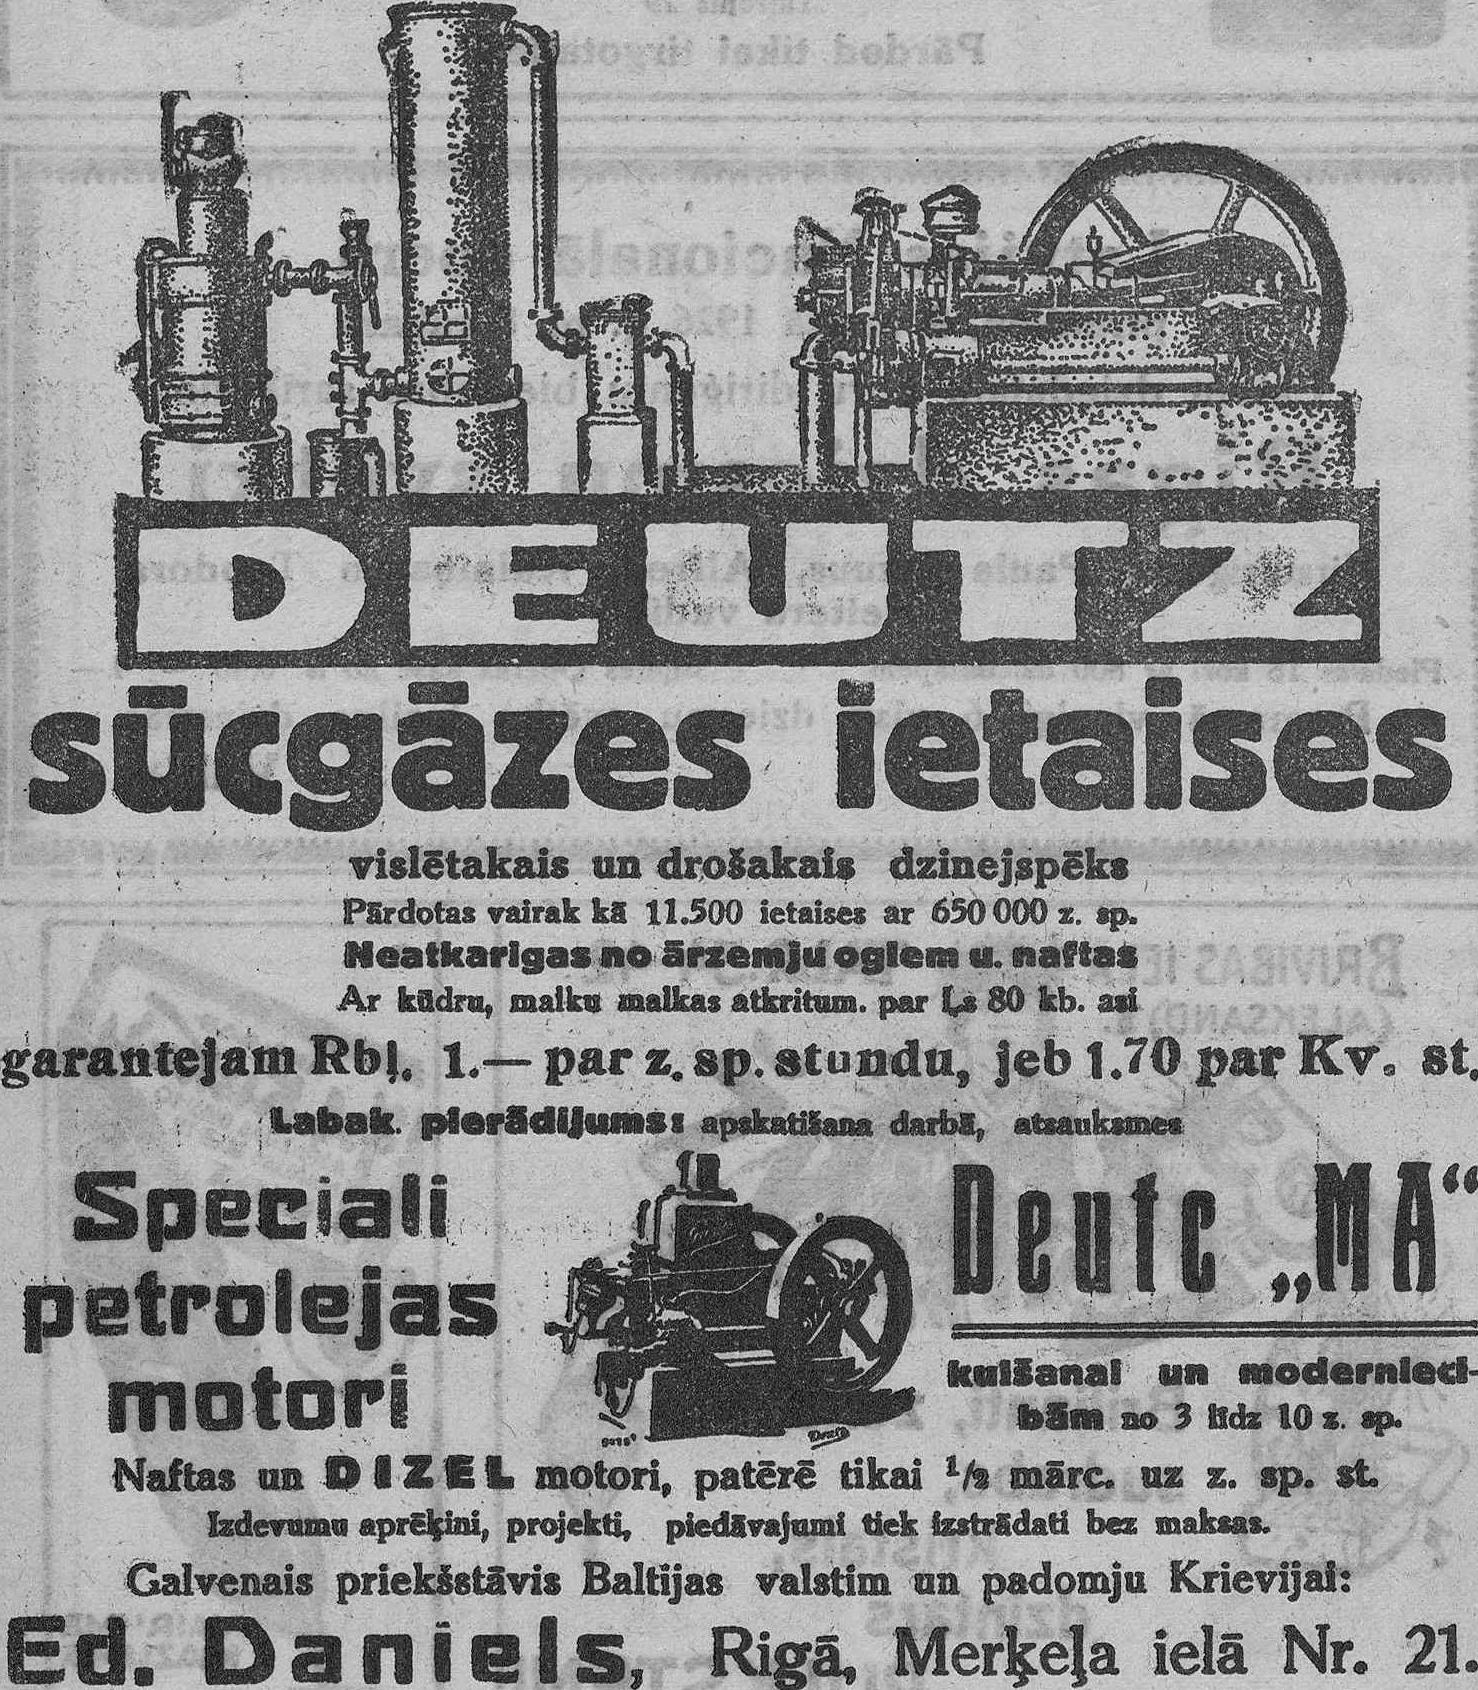 DEUTZ
sūcgāzes ietaises
vislētakais un drošakais dzinejspēks
Pārdotas vairak kā 11.500 ietaises ar 650 000 z. sp.
Neatkarigas no ārzemju oglem u. naftas
Ar kūdru, malku malkas atkritum. par Ls 80 kb. asi
garantejam Rbļ. 1.— par z. sp. stundu, jeb 1.70 par Kv. st.
Labak. pierādijums: apskatišana darbā, atsauksmes
Speciali
petrolejas
motori
Deutc „MA“
kulšanai un moderniecī-
bām no 3 līdz 10 z. sp.
Naftas un DIZEL motori, patērē tikai ½ mārc. uz z. sp. st.
Izdevumu aprēķini, projekti, piedāvajumi tiek izstrādati bez maksas.
Galvenais priekšstāvis Baltijas valstim un padomju Krievijai:
Ed. Daniels, Rigā, Merķeļa ielā Nr. 21.